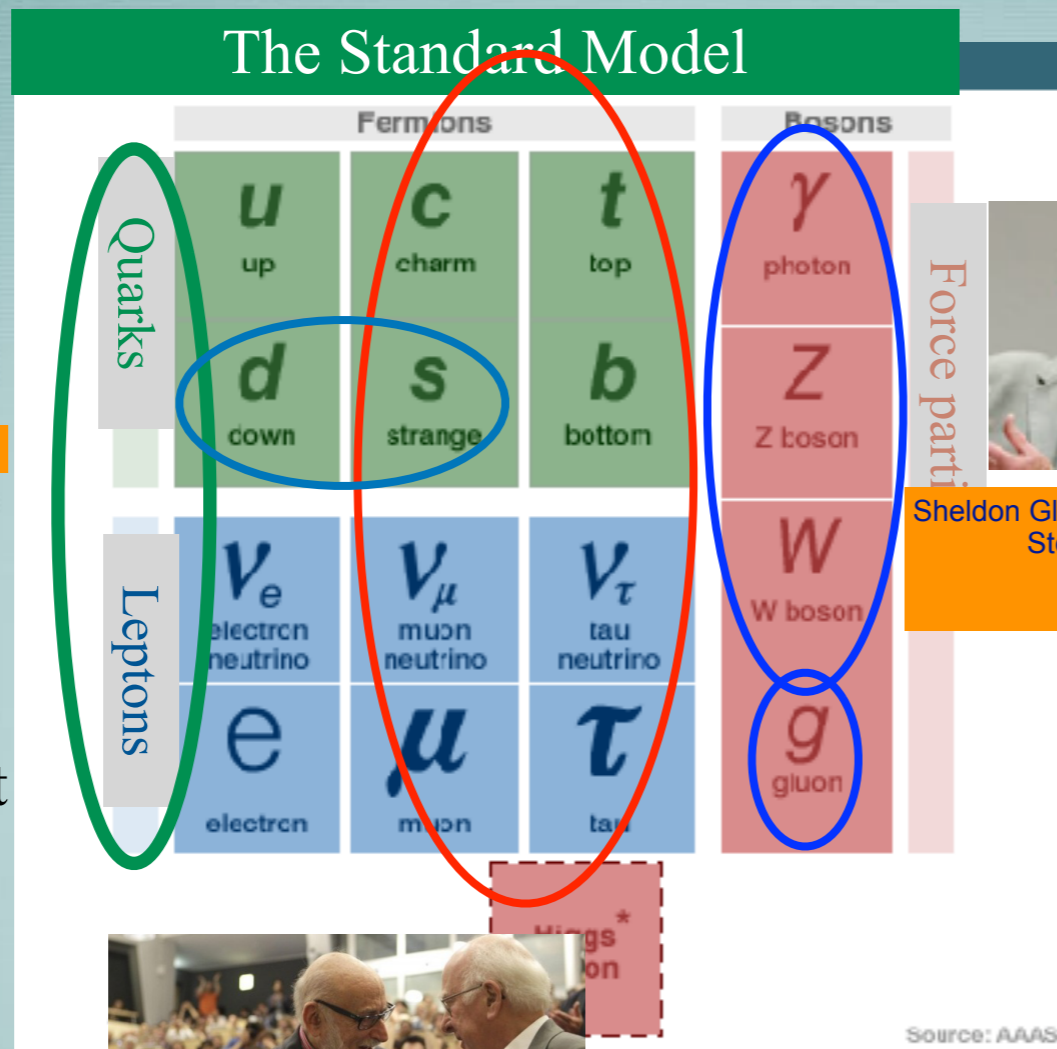 The Standard Model
Fermions
Bosons
Quarks
u
up
c
charm
t
top
γ
photon
Force parti
d
down
s
strange
b
bottom
Z
Z boson
Sheldon Gl
St
Leptons
νe
electron
neutrino
νμ
muon
neutrino
ντ
tau
neutrino
W
W boson
e
electron
μ
muon
τ
tau
g
gluon
t
Higgs*
on
Source: AAAS